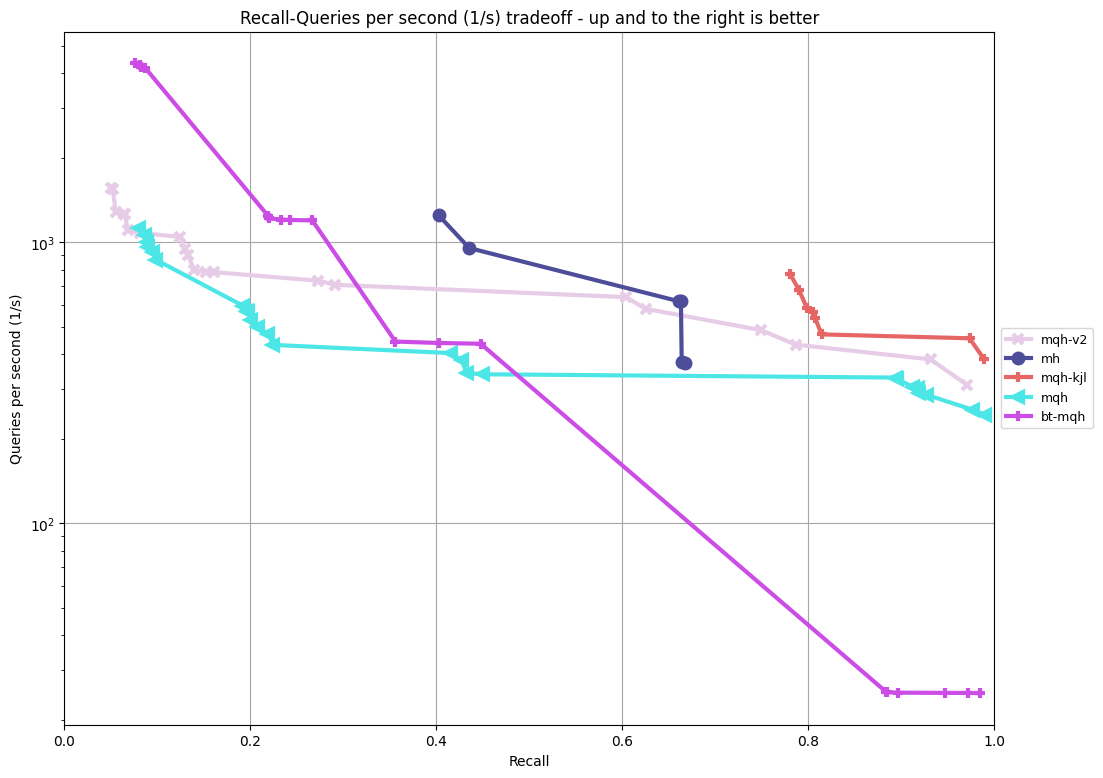 Recall-Queries per second (1/s) tradeoff - up and to the right is better
Queries per second (1/s)
10³
10²
0.0 0.2 0.4 0.6 0.8 1.0
Recall
mqh-v2
mh
mqh-kjl
mqh
bt-mqh